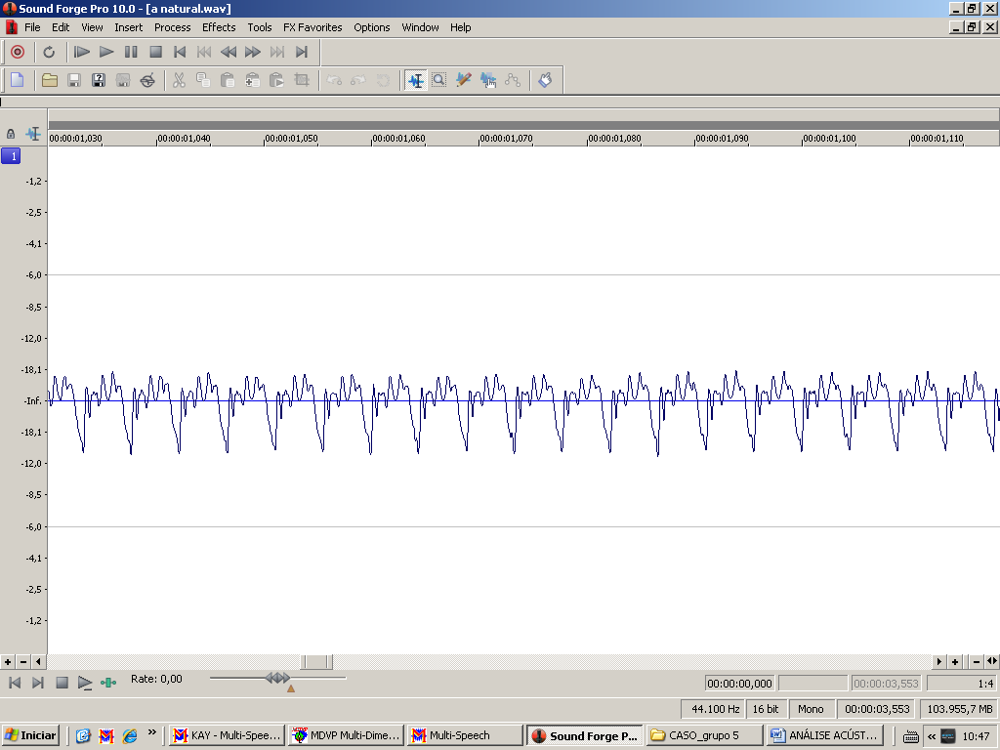 Sound Forge Pro 10.0 - [a natural.wav]
File Edit View Insert Process Effects Tools FX Favorites Options Window Help
00:00:01,030 00:00:01,040 00:00:01,050 00:00:01,060 00:00:01,070 00:00:01,080 00:00:01,090 00:00:01,100 00:00:01,110
1
-1,2
-2,5
-4,1
-6,0
-8,5
-12,0
-18,1
-Inf.
-18,1
-12,0
-8,5
-6,0
-4,1
-2,5
-1,2
Rate: 0,00
00:00:00,000 00:00:03,553 1:4
44.100 Hz 16 bit Mono 00:00:03,553 103.955,7 MB
Iniciar » KAY - Multi-Spee... MDVP Multi-Dime... Multi-Speech Sound Forge P... CASO_grupo 5 ANÁLISE ACÚST... « 10:47